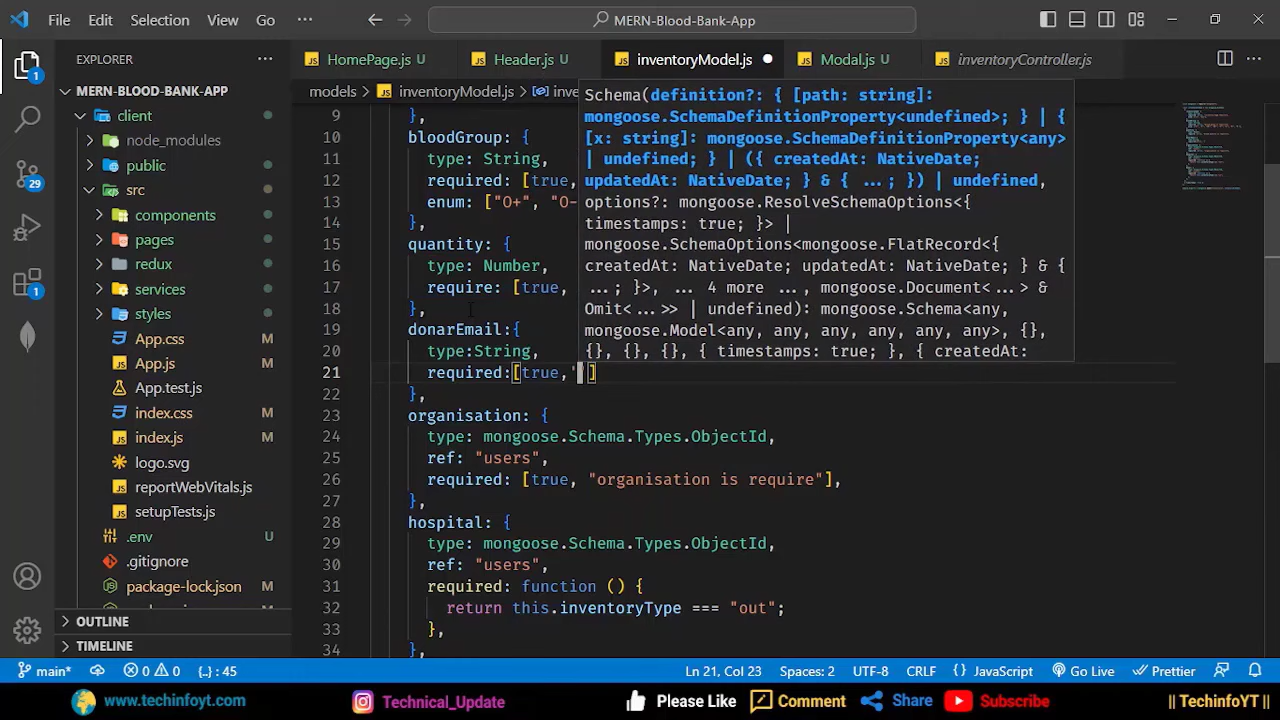 File Edit Selection View Go ··· MERN-Blood-Bank-App
EXPLORER ···
HomePage.js U Header.js U inventoryModel.js ● Modal.js U inventoryController.js ···
models > inventoryModel.js > inve
MERN-BLOOD-BANK-APP
client
node_modules
public
src
components
pages
redux
services
styles
App.css M
App.js M
App.test.js
index.css M
index.js M
logo.svg
reportWebVitals.js
setupTests.js
.env U
.gitignore
package-lock.json M
OUTLINE
TIMELINE
1
29
1
9 },
10 bloodGroup: {
11 type: String,
12 required: [true,
13 enum: ["O+", "O-
14 },
15 quantity: {
16 type: Number,
17 require: [true,
18 },
19 donarEmail:{
20 type:String,
21 required:[true,'']
22 },
23 organisation: {
24 type: mongoose.Schema.Types.ObjectId,
25 ref: "users",
26 required: [true, "organisation is require"],
27 },
28 hospital: {
29 type: mongoose.Schema.Types.ObjectId,
30 ref: "users",
31 required: function () {
32 return this.inventoryType === "out";
33 },
34 },
Schema(definition?: { [path: string]:
mongoose.SchemaDefinitionProperty<undefined>; } | {
[x: string]: mongoose.SchemaDefinitionProperty<any>
| undefined; } | ({ createdAt: NativeDate;
updatedAt: NativeDate; } & { ...; }) | undefined,
options?: mongoose.ResolveSchemaOptions<{
timestamps: true; }> |
mongoose.SchemaOptions<mongoose.FlatRecord<{
createdAt: NativeDate; updatedAt: NativeDate; } & {
...; }>, ... 4 more ..., mongoose.Document<...> &
Omit<...>> | undefined): mongoose.Schema<any,
mongoose.Model<any, any, any, any, any, any>, {},
{}, {}, {}, { timestamps: true; }, { createdAt:
main* 0 0 {..} : 45 Ln 21, Col 23 Spaces: 2 UTF-8 CRLF {} JavaScript Go Live Prettier
www.techinfoyt.com Technical_Update Please Like Comment Share Subscribe || TechinfoYT ||